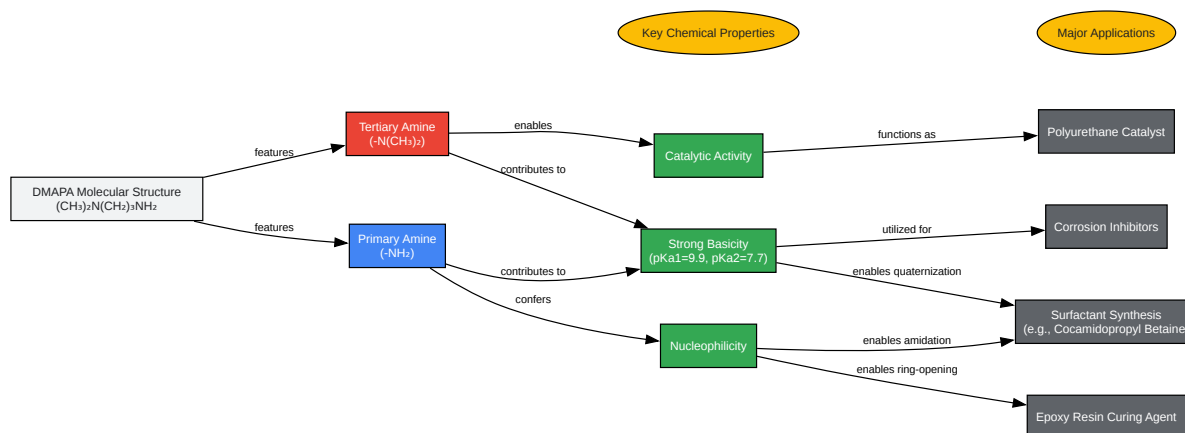 Key Chemical Properties
Major Applications
DMAPA Molecular Structure
(CH₃)₂N(CH₂)₃NH₂
features
features
Tertiary Amine
(-N(CH₃)₂)
Primary Amine
(-NH₂)
enables
contributes to
contributes to
confers
Catalytic Activity
Strong Basicity
(pKa1=9.9, pKa2=7.7)
Nucleophilicity
functions as
utilized for
enables quaternization
enables amidation
enables ring-opening
Polyurethane Catalyst
Corrosion Inhibitors
Surfactant Synthesis
(e.g., Cocamidopropyl Betaine
Epoxy Resin Curing Agent